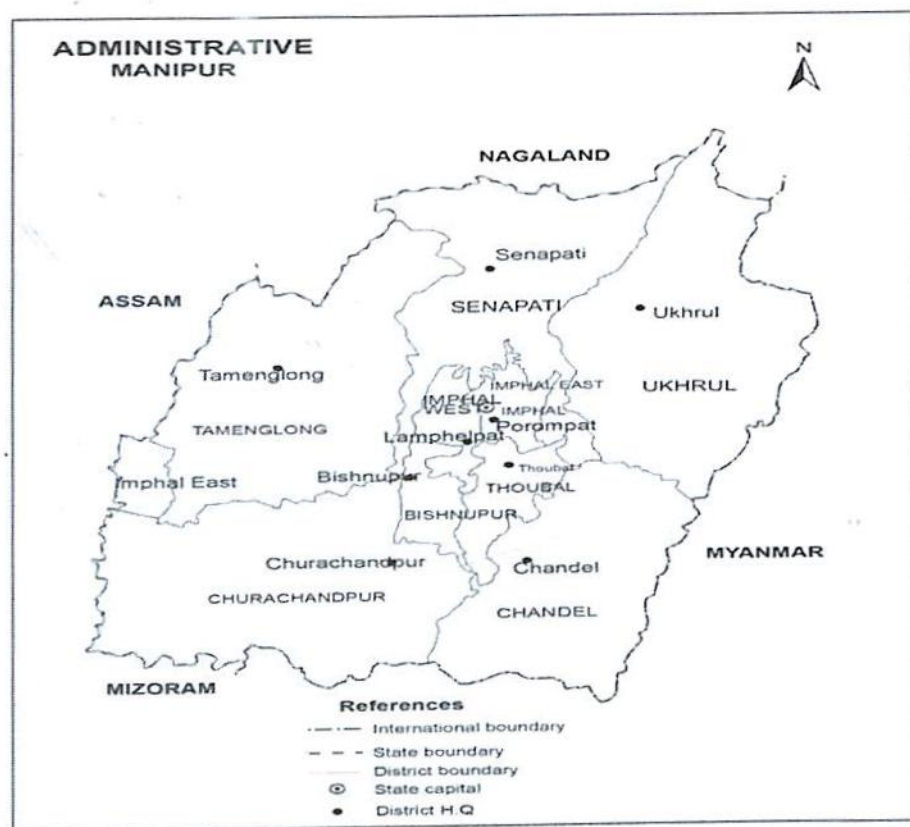 ADMINISTRATIVE
MANIPUR
N
NAGALAND
Senapati
ASSAM
SENAPATI
Ukhrul
Tamenglong
IMPHAL EAST
UKHRUL
IMPHAL
WEST
IMPHAL
Porompat
TAMENGLONG
Lamphelpat
Imphal East
Bishnupur
Thoubal
THOUBAL
BISHNUPUR
MYANMAR
Churachandpur
Chandel
CHURACHANDPUR
CHANDEL
MIZORAM
References
International boundary
State boundary
District boundary
State capital
District H.Q